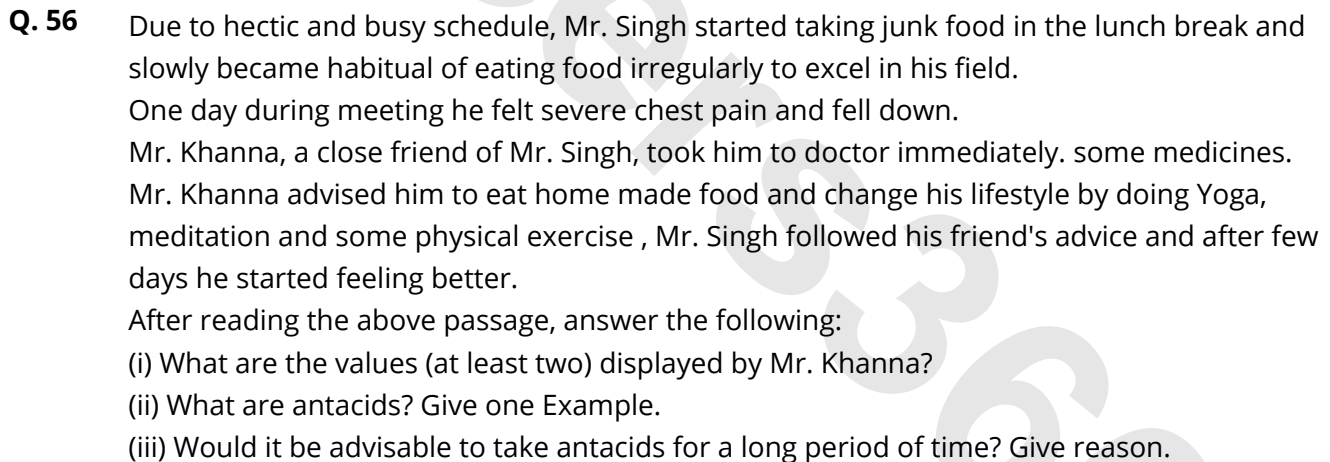 Q. 56 Due to hectic and busy schedule, Mr. Singh started taking junk food in the lunch break and
slowly became habitual of eating food irregularly to excel in his field.
One day during meeting he felt severe chest pain and fell down.
Mr. Khanna, a close friend of Mr. Singh, took him to doctor immediately. some medicines.
Mr. Khanna advised him to eat home made food and change his lifestyle by doing Yoga,
meditation and some physical exercise , Mr. Singh followed his friend's advice and after few
days he started feeling better.
After reading the above passage, answer the following:
(i) What are the values (at least two) displayed by Mr. Khanna?
(ii) What are antacids? Give one Example.
(iii) Would it be advisable to take antacids for a long period of time? Give reason.